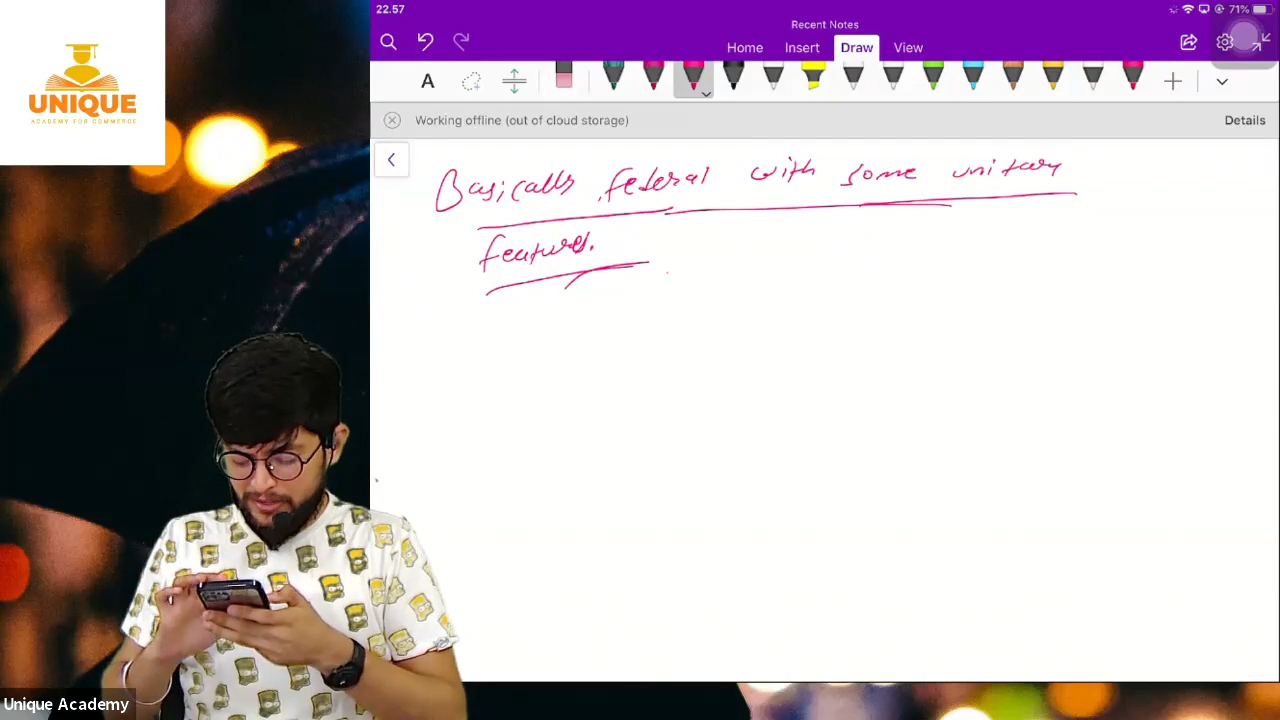 22.57
71%
Recent Notes
Home Insert Draw View
A
Working offline (out of cloud storage)
Details
UNIQUE
ACADEMY FOR COMMERCE
Basically federal with some unitary
features.
Unique Academy